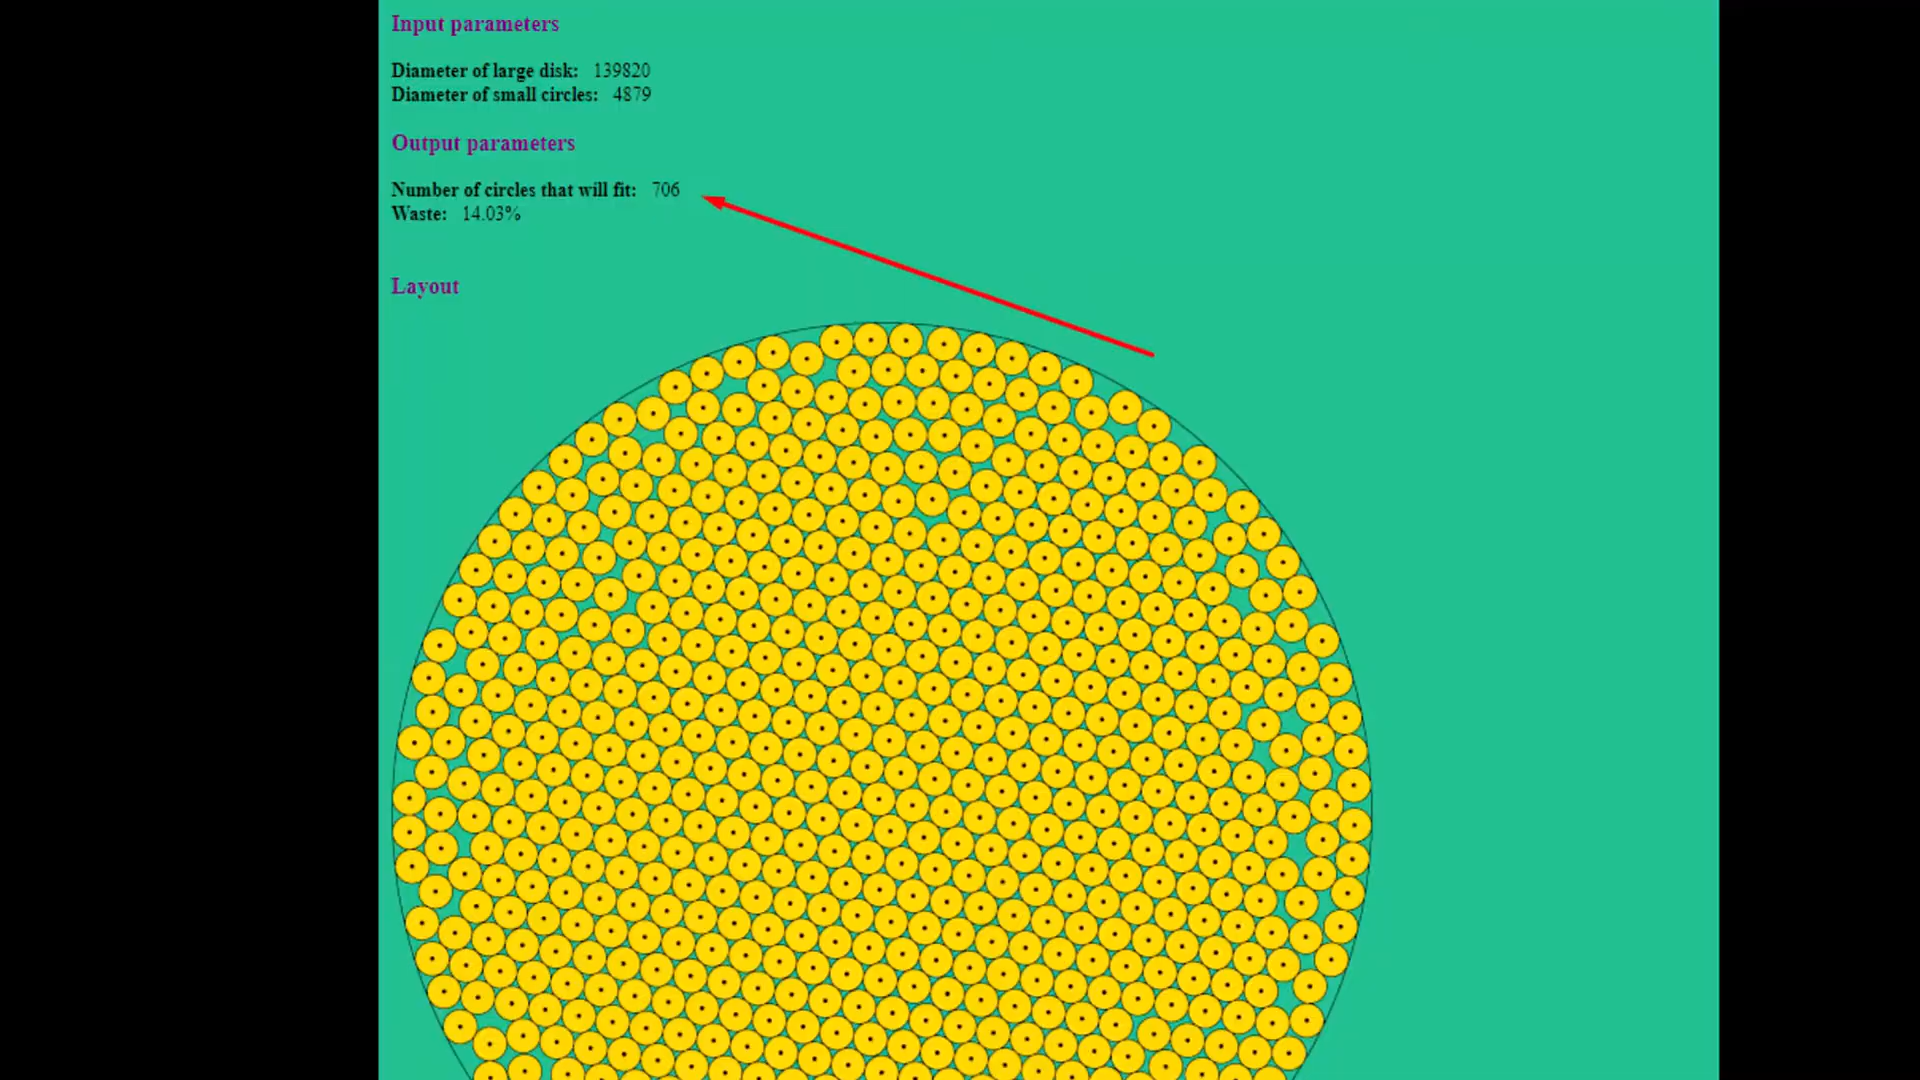 Input parameters
Diameter of large disk: 139820
Diameter of small circles: 4879
Output parameters
Number of circles that will fit: 706
Waste: 14.03%
Layout